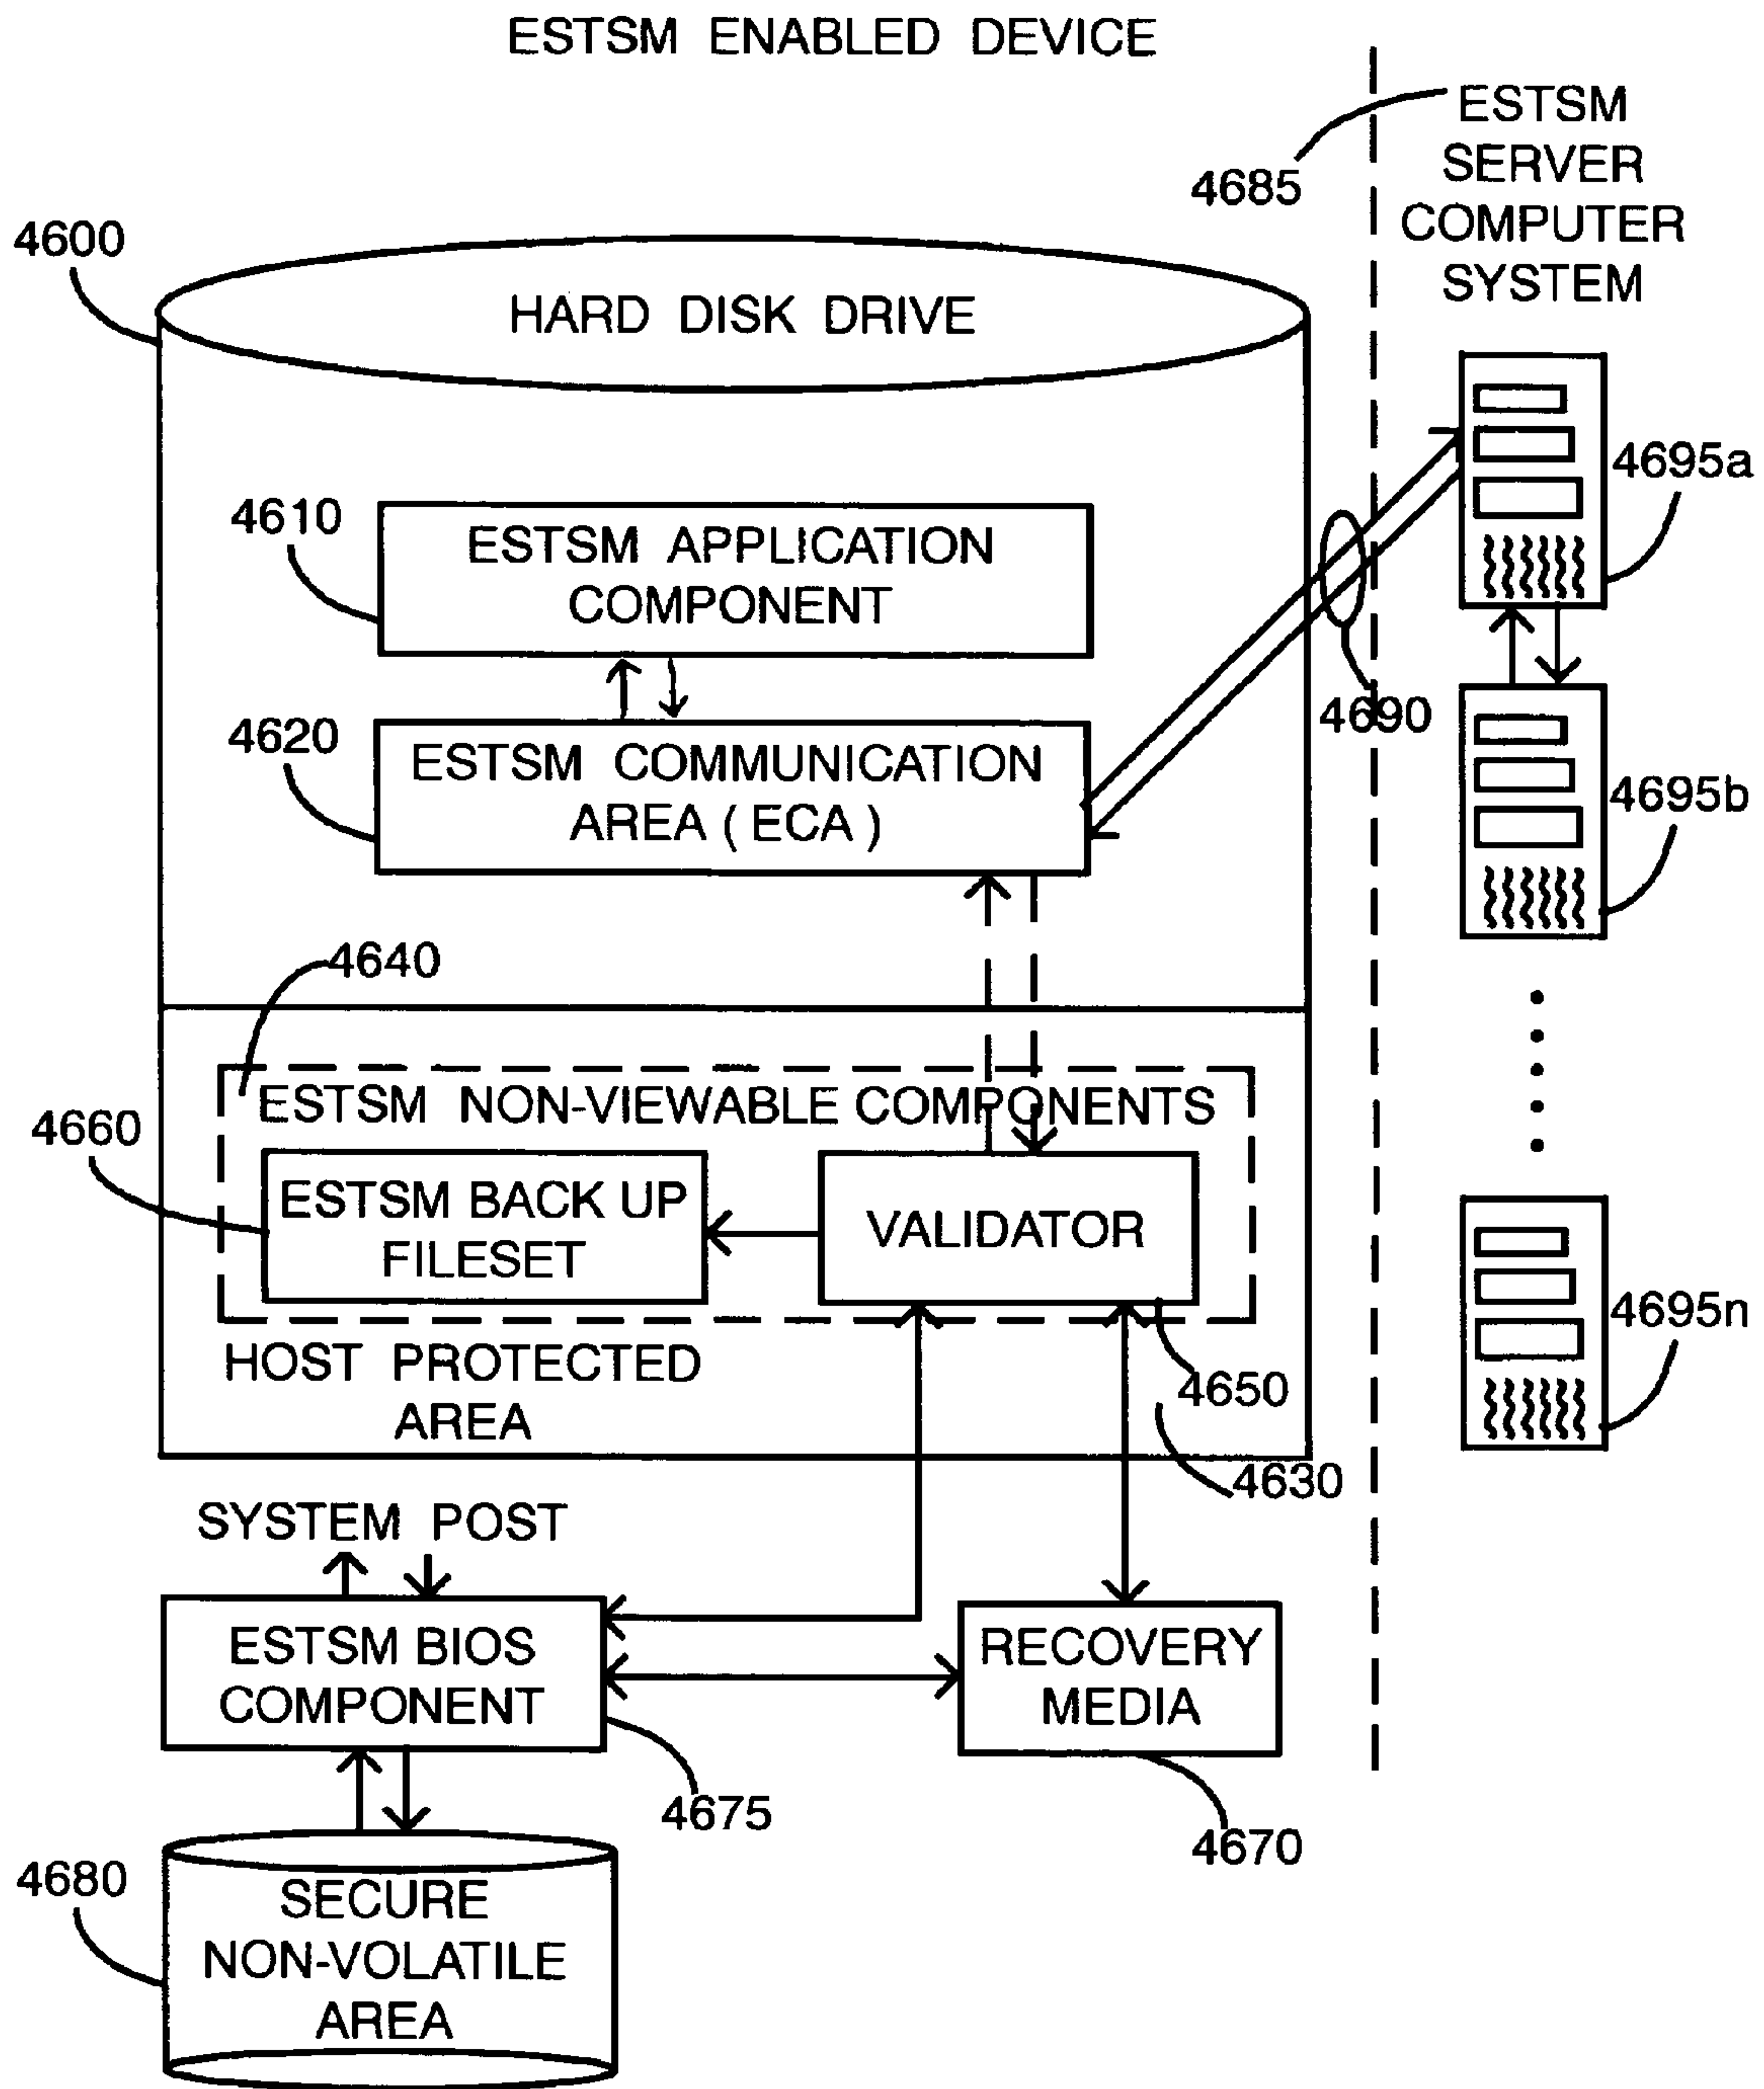 ESTSM ENABLED DEVICE
ESTSM
SERVER
COMPUTER
SYSTEM
4685
4600
HARD DISK DRIVE
4695a
4610
ESTSM APPLICATION
COMPONENT
4690
4620
ESTSM COMMUNICATION
AREA ( ECA )
4695b
4640
ESTSM NON-VIEWABLE COMPONENTS
4660
ESTSM BACK UP
FILESET
VALIDATOR
4695n
HOST PROTECTED
AREA
4650
4630
SYSTEM POST
ESTSM BIOS
COMPONENT
RECOVERY
MEDIA
4675
4670
4680
SECURE
NON-VOLATILE
AREA